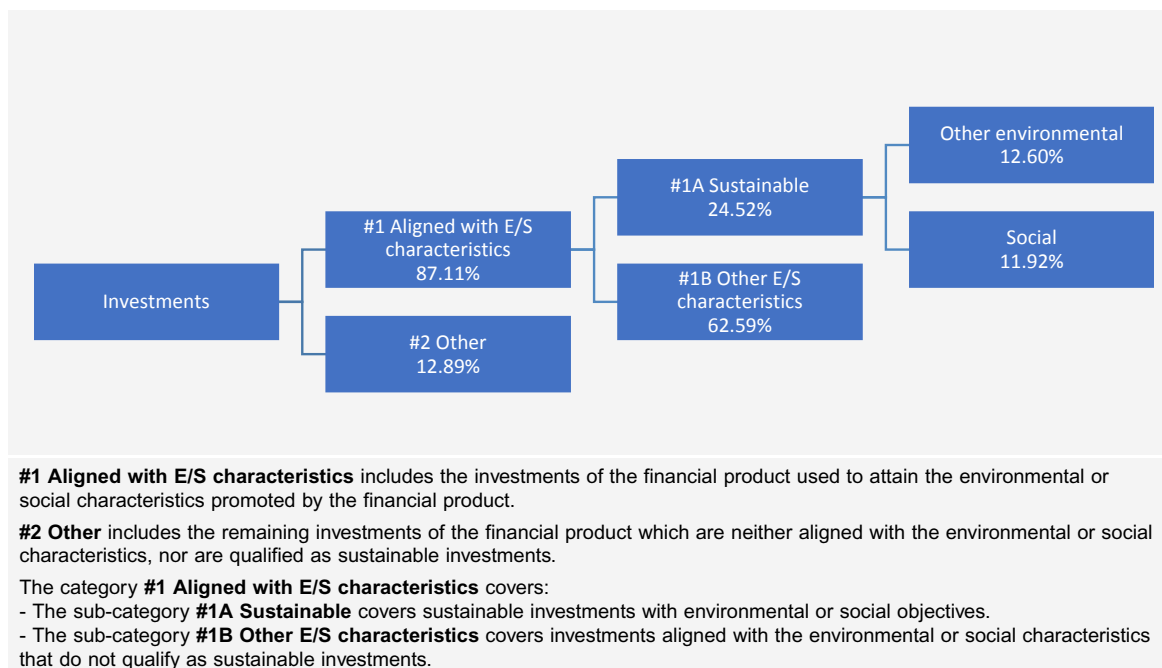 Investments
#1 Aligned with E/S
characteristics
87.11%
#2 Other
12.89%
#1A Sustainable
24.52%
#1B Other E/S
characteristics
62.59%
Other environmental
12.60%
Social
11.92%
#1 Aligned with E/S characteristics includes the investments of the financial product used to attain the environmental or
social characteristics promoted by the financial product.
#2 Other includes the remaining investments of the financial product which are neither aligned with the environmental or social
characteristics, nor are qualified as sustainable investments.
The category #1 Aligned with E/S characteristics covers:
- The sub-category #1A Sustainable covers sustainable investments with environmental or social objectives.
- The sub-category #1B Other E/S characteristics covers investments aligned with the environmental or social characteristics
that do not qualify as sustainable investments.